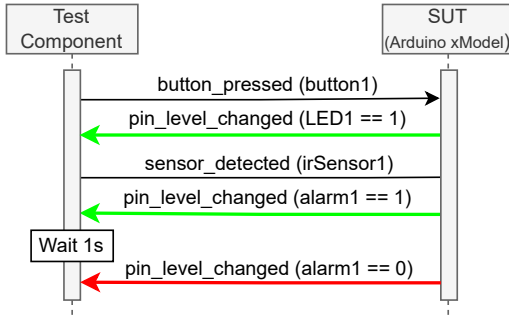 Test
Component
SUT
(Arduino xModel)
button_pressed (button1)
pin_level_changed (LED1 == 1)
sensor_detected (irSensor1)
pin_level_changed (alarm1 == 1)
Wait 1s
pin_level_changed (alarm1 == 0)